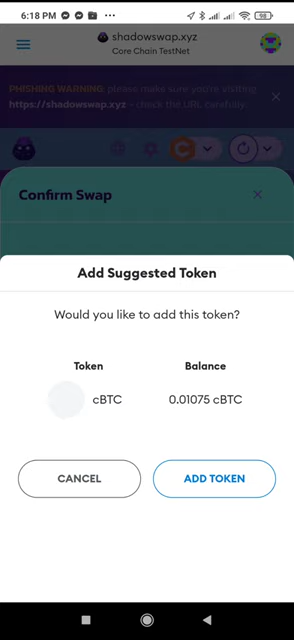 6:18 PM
98
shadowswap.xyz
Core Chain TestNet
PHISHING WARNING: please make sure you're visiting
https://shadowswap.xyz - check the URL carefully.
Confirm Swap
Add Suggested Token
Would you like to add this token?
Token Balance
cBTC 0.01075 cBTC
CANCEL ADD TOKEN